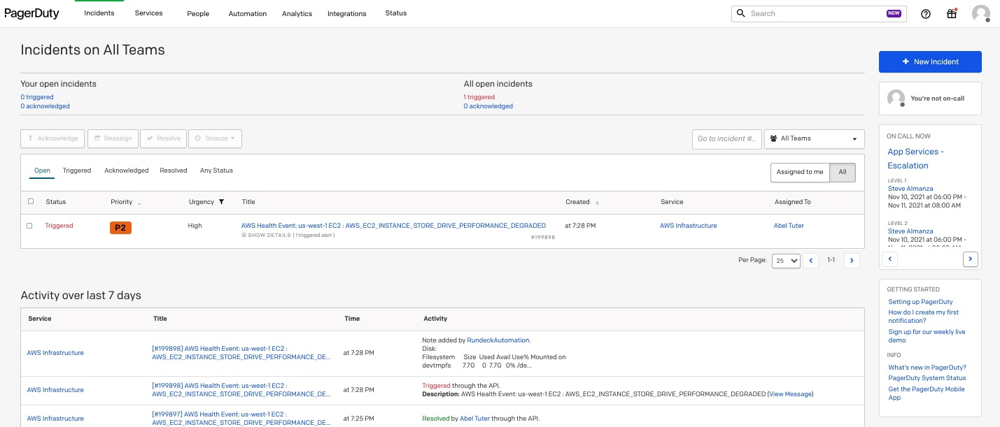 PagerDuty
Incidents
Services
People
Automation
Analytics
Integrations
Status
Search
NEW
Incidents on All Teams
New Incident
Your open incidents
0 triggered
0 acknowledged
All open incidents
1 triggered
0 acknowledged
You're not on-call
Acknowledge
Reassign
Resolve
Snooze
Go to incident #...
All Teams
Open
Triggered
Acknowledged
Resolved
Any Status
Assigned to me
All
Status
Priority
Urgency
Title
Created
Service
Assigned To
Triggered
P2
High
AWS Health Event: us-west-1 EC2 : AWS_EC2_INSTANCE_STORE_DRIVE_PERFORMANCE_DEGRADED
SHOW DETAILS (1 triggered alert)
#199898
at 7:28 PM
AWS Infrastructure
Abel Tuter
Per Page:
25
1-1
ON CALL NOW
App Services -
Escalation
LEVEL 1
Steve Almanza
Nov 10, 2021 at 06:00 PM -
Nov 11, 2021 at 08:00 AM
LEVEL 2
Steve Almanza
Nov 10, 2021 at 06:00 PM -
Activity over last 7 days
Service
Title
Time
Activity
AWS Infrastructure
[#199898] AWS Health Event: us-west-1 EC2 :
AWS_EC2_INSTANCE_STORE_DRIVE_PERFORMANCE_DE...
at 7:28 PM
Note added by RundeckAutomation.
Disk:
Filesystem Size Used Avail Use% Mounted on
devtmpfs 7.7G 0 7.7G 0% /de...
AWS Infrastructure
[#199898] AWS Health Event: us-west-1 EC2 :
AWS_EC2_INSTANCE_STORE_DRIVE_PERFORMANCE_DE...
at 7:28 PM
Triggered through the API.
Description: AWS Health Event: us-west-1 EC2 : AWS_EC2_INSTANCE_STORE_DRIVE_PERFORMANCE_DEGRADED (View Message)
AWS Infrastructure
[#199897] AWS Health Event: us-west-1 EC2 :
AWS_EC2_INSTANCE_STORE_DRIVE_PERFORMANCE_DE...
at 7:25 PM
Resolved by Abel Tuter through the API.
GETTING STARTED
Setting up PagerDuty
How do I create my first
notification?
Sign up for our weekly live
demo
INFO
What's new in PagerDuty?
PagerDuty System Status
Get the PagerDuty Mobile
App